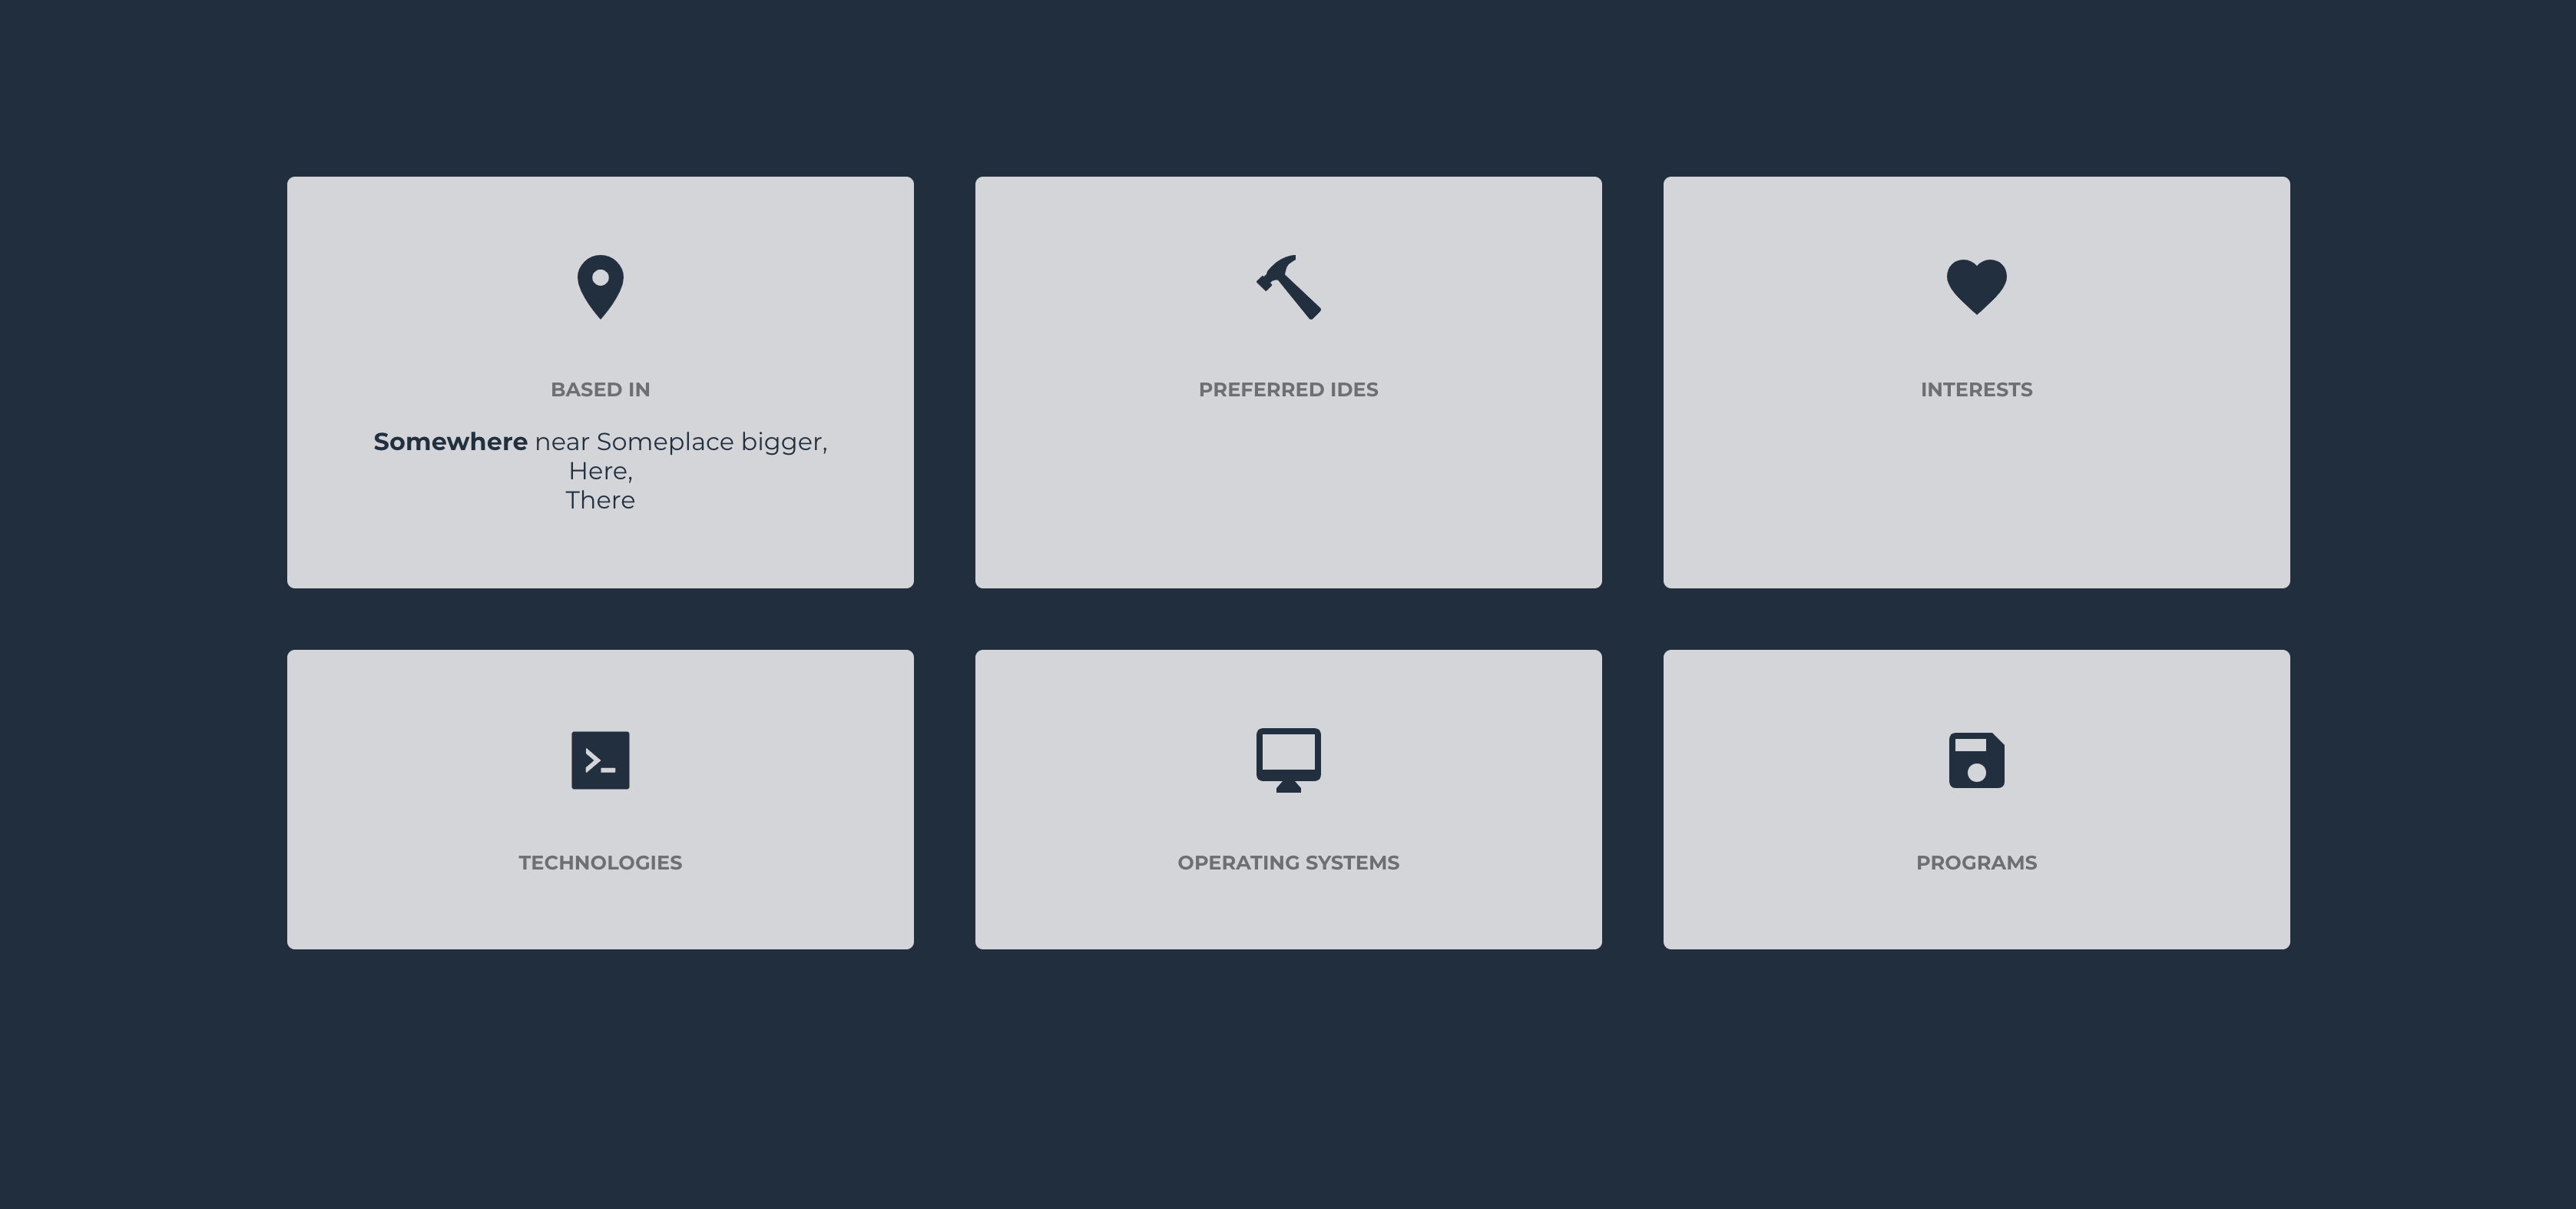 BASED IN
Somewhere near Someplace bigger,
Here,
There
PREFERRED IDES
INTERESTS
TECHNOLOGIES
OPERATING SYSTEMS
PROGRAMS